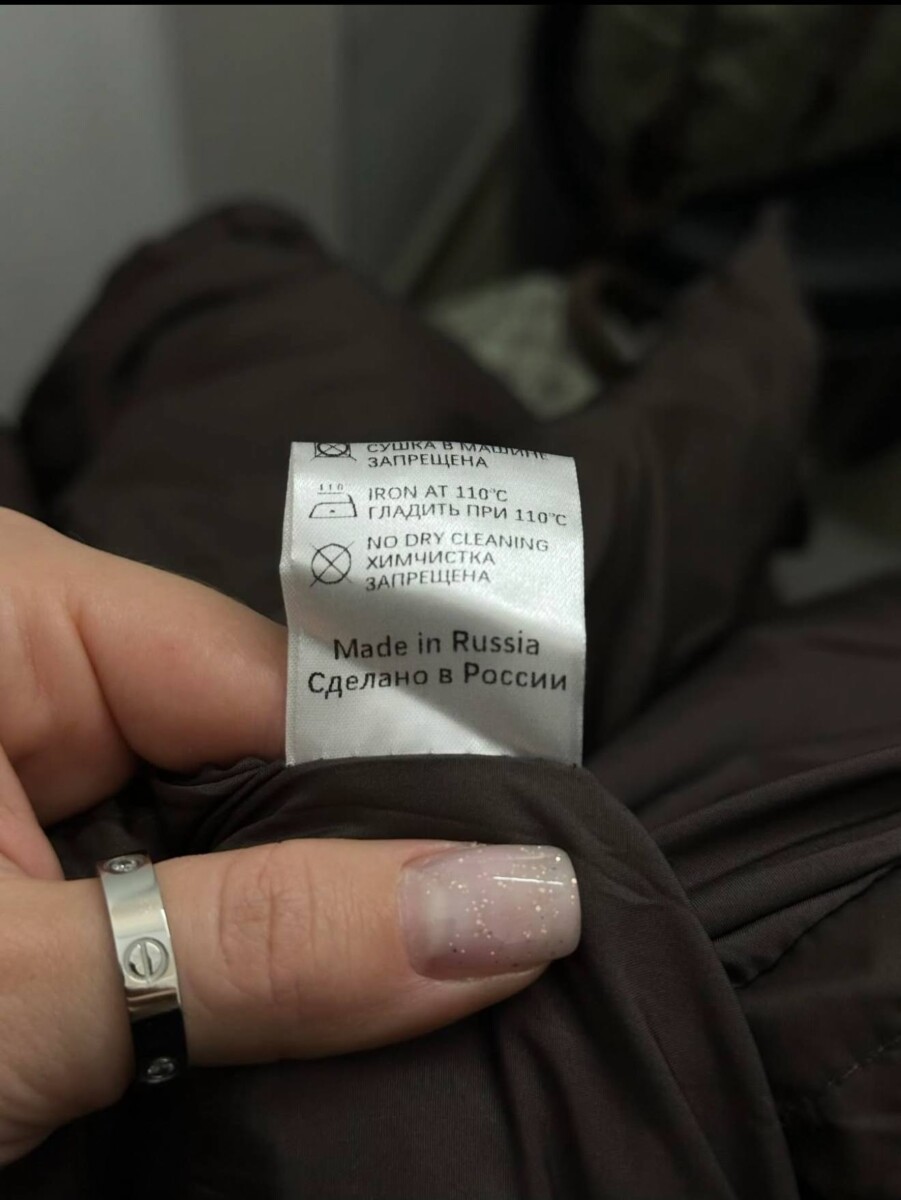 СУШКА В МАШИНЕ
ЗАПРЕЩЕНА
110
IRON AT 110°C
ГЛАДИТЬ ПРИ 110°C
NO DRY CLEANING
ХИМЧИСТКА
ЗАПРЕЩЕНА
Made in Russia
Сделано в России